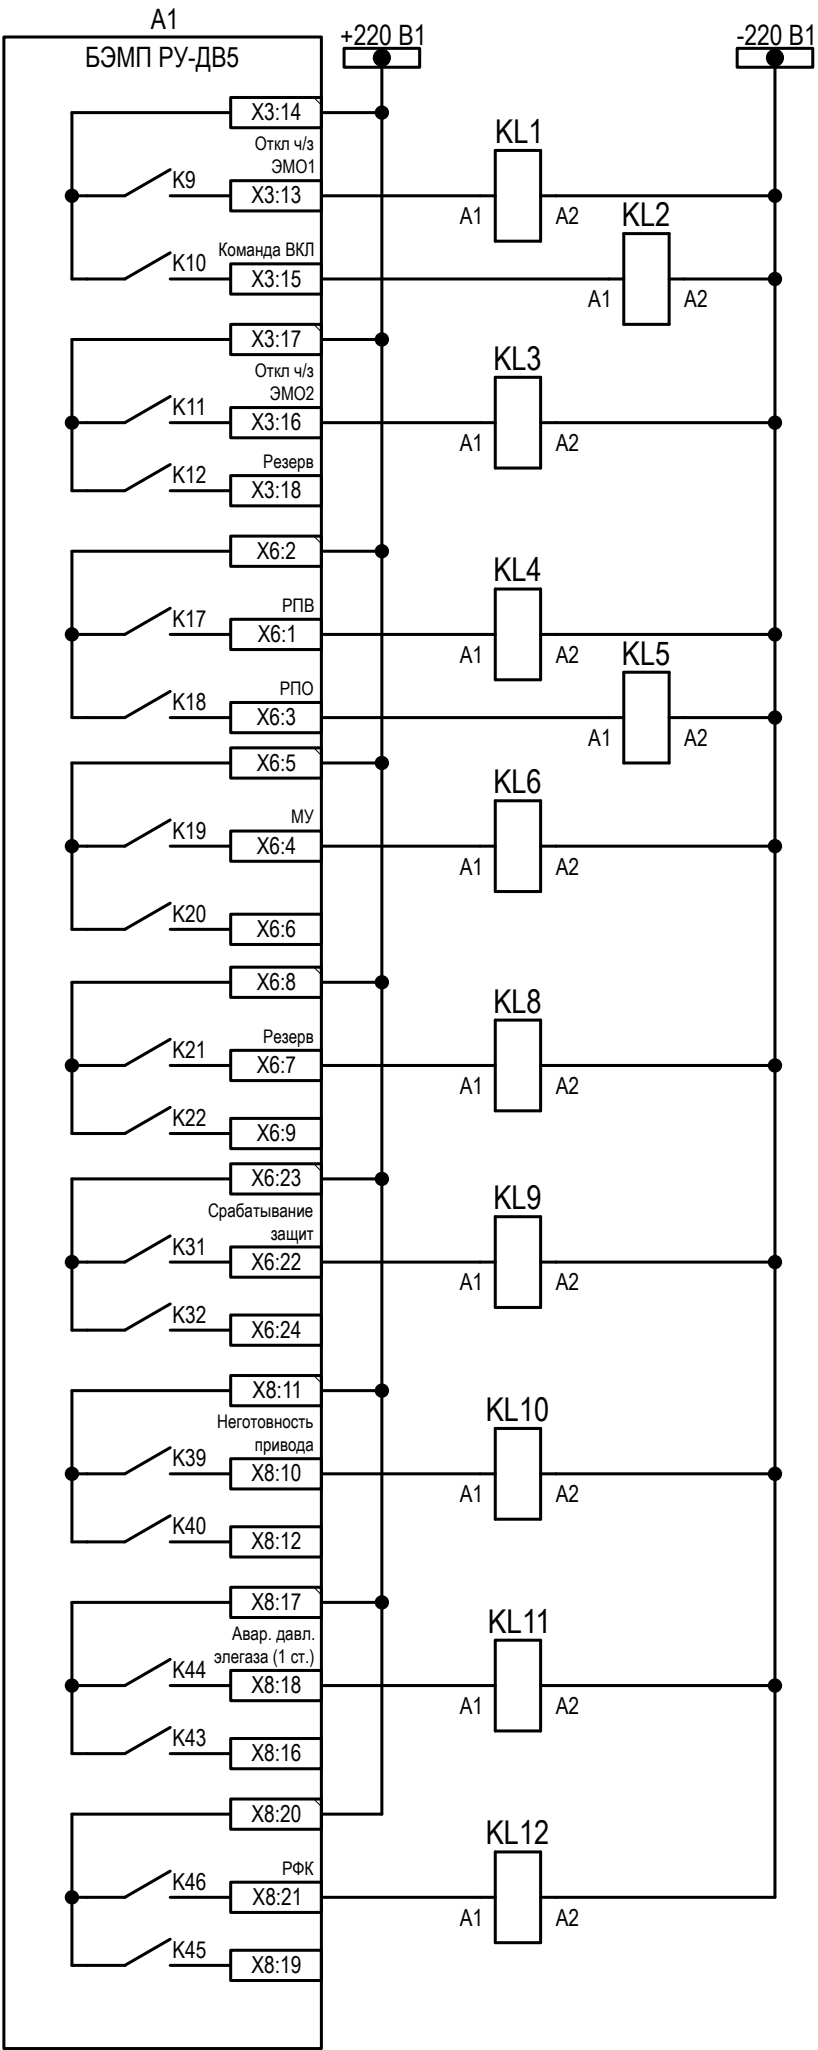 A1
+220 В1
-220 В1
БЭМП РУ-ДВ5
X3:14
Откл ч/з
ЭМО1
K9
X3:13
KL1
A1
A2
Команда ВКЛ
K10
X3:15
KL2
A1
A2
X3:17
Откл ч/з
ЭМО2
K11
X3:16
KL3
A1
A2
Резерв
K12
X3:18
X6:2
РПВ
K17
X6:1
KL4
A1
A2
РПО
K18
X6:3
KL5
A1
A2
X6:5
МУ
K19
X6:4
KL6
A1
A2
K20
X6:6
X6:8
Резерв
K21
X6:7
KL8
A1
A2
K22
X6:9
X6:23
Срабатывание
защит
K31
X6:22
KL9
A1
A2
K32
X6:24
X8:11
Неготовность
привода
K39
X8:10
KL10
A1
A2
K40
X8:12
X8:17
Авар. давл.
элегаза (1 ст.)
K44
X8:18
KL11
A1
A2
K43
X8:16
X8:20
РФК
K46
X8:21
KL12
A1
A2
K45
X8:19